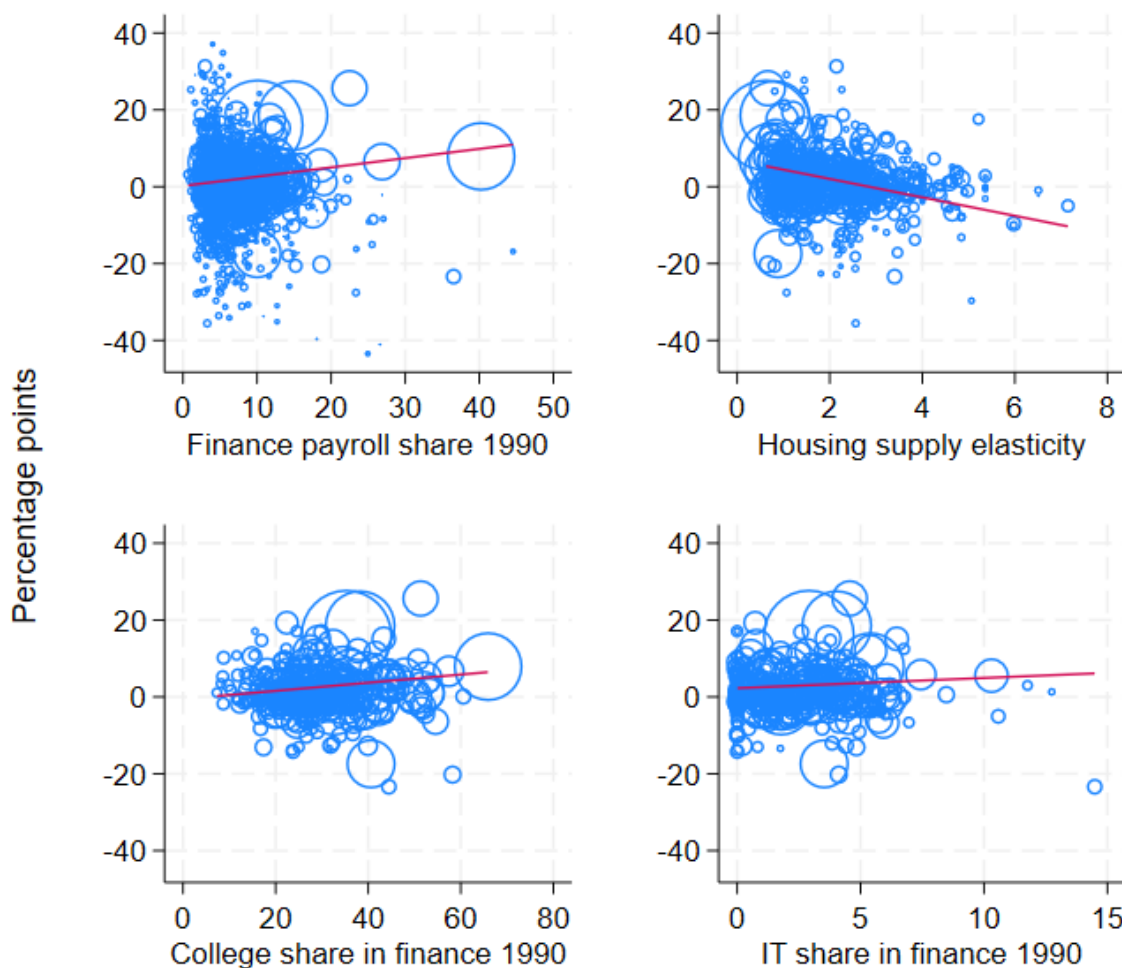 Percentage points
40
20
0
-20
-40
0 10 20 30 40 50
Finance payroll share 1990
40
20
0
-20
-40
0 2 4 6 8
Housing supply elasticity
40
20
0
-20
-40
0 20 40 60 80
College share in finance 1990
40
20
0
-20
-40
0 5 10 15
IT share in finance 1990